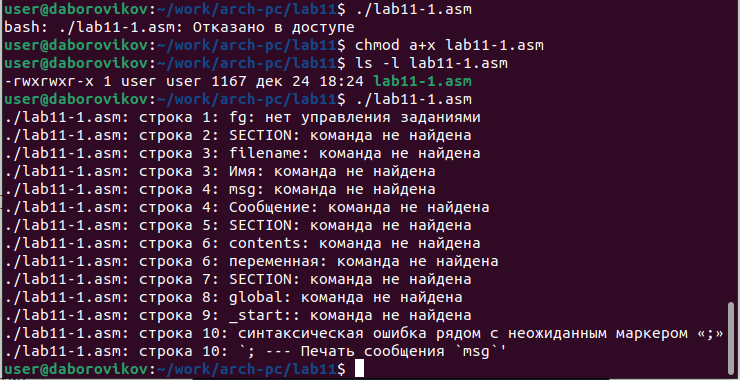 user@daborovikov:~/work/arch-pc/lab11$ ./lab11-1.asm
bash: ./lab11-1.asm: Отказано в доступе
user@daborovikov:~/work/arch-pc/lab11$ chmod a+x lab11-1.asm
user@daborovikov:~/work/arch-pc/lab11$ ls -l lab11-1.asm
-rwxrwxr-x 1 user user 1167 дек 24 18:24 lab11-1.asm
user@daborovikov:~/work/arch-pc/lab11$ ./lab11-1.asm
./lab11-1.asm: строка 1: fg: нет управления заданиями
./lab11-1.asm: строка 2: SECTION: команда не найдена
./lab11-1.asm: строка 3: filename: команда не найдена
./lab11-1.asm: строка 3: Имя: команда не найдена
./lab11-1.asm: строка 4: msg: команда не найдена
./lab11-1.asm: строка 4: Сообщение: команда не найдена
./lab11-1.asm: строка 5: SECTION: команда не найдена
./lab11-1.asm: строка 6: contents: команда не найдена
./lab11-1.asm: строка 6: переменная: команда не найдена
./lab11-1.asm: строка 7: SECTION: команда не найдена
./lab11-1.asm: строка 8: global: команда не найдена
./lab11-1.asm: строка 9: _start:: команда не найдена
./lab11-1.asm: строка 10: синтаксическая ошибка рядом с неожиданным маркером «;»
./lab11-1.asm: строка 10: `; --- Печать сообщения `msg`'
user@daborovikov:~/work/arch-pc/lab11$